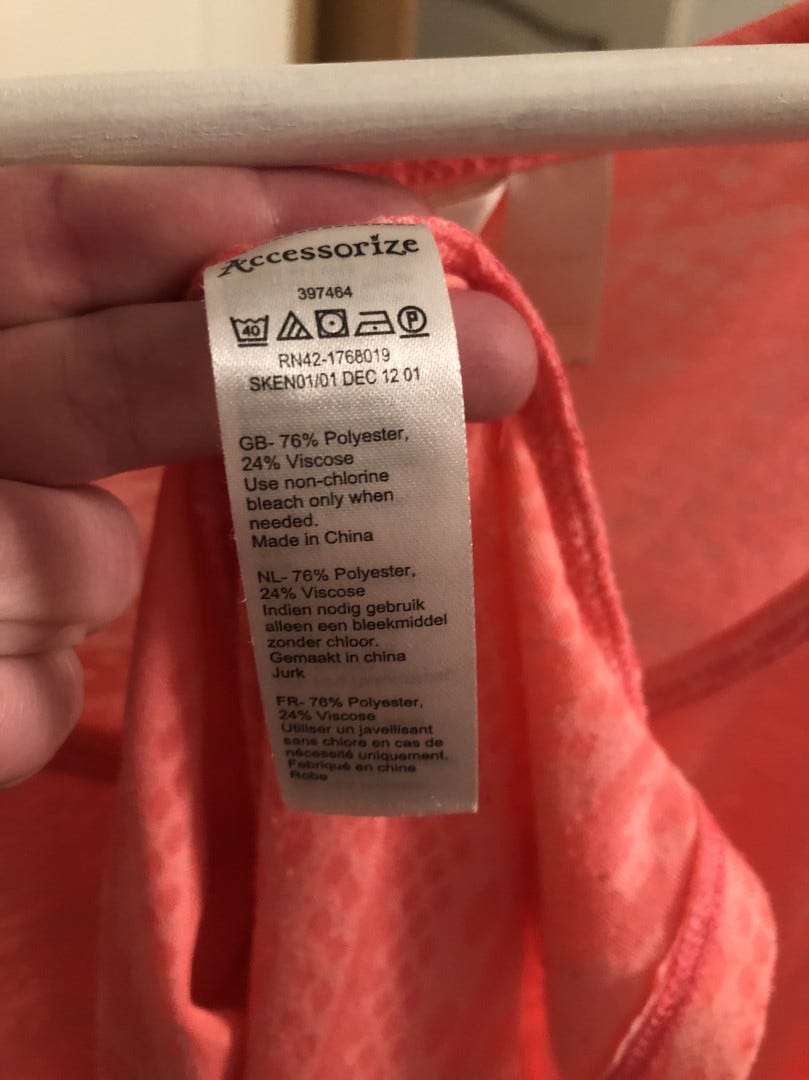 Accessorize
397464
40 P
RN42-1768019
SKEN01/01 DEC 12 01
GB- 76% Polyester,
24% Viscose
Use non-chlorine
bleach only when
needed.
Made in China
NL- 76% Polyester,
24% Viscose
Indien nodig gebruik
alleen een bleekmiddel
zonder chloor.
Gemaakt in china
Jurk
FR- 76% Polyester,
24% Viscose
Utiliser un javellisant
sans chlore en cas de
nécessité uniquement.
Fabriqué en chine
Robe